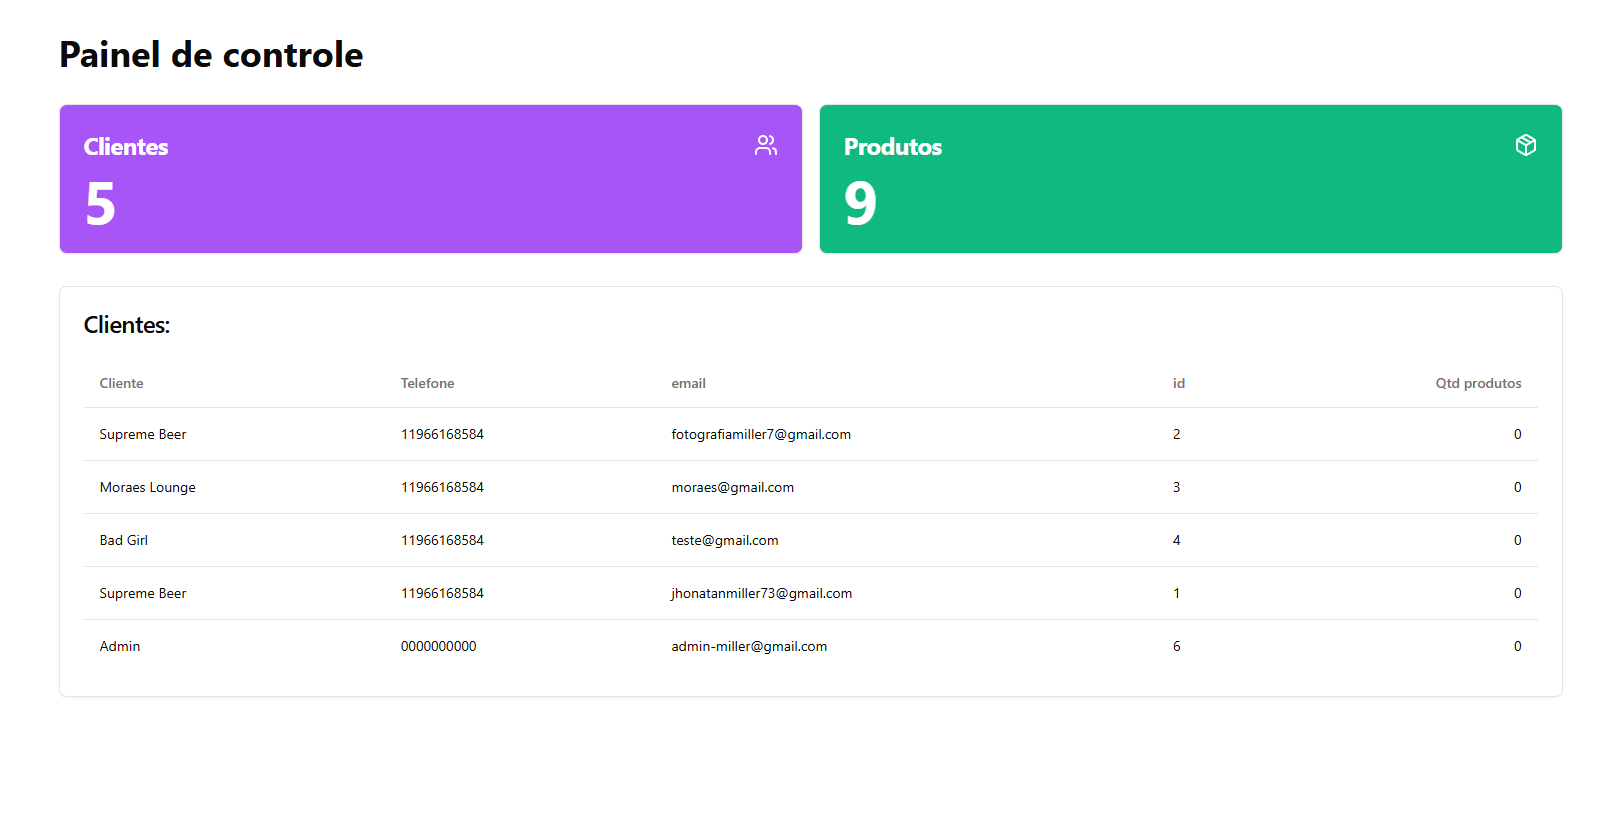 Painel de controle
Clientes
5
Produtos
9
Clientes:
Cliente Telefone email id Qtd produtos
Supreme Beer 11966168584 fotografiamiller7@gmail.com 2 0
Moraes Lounge 11966168584 moraes@gmail.com 3 0
Bad Girl 11966168584 teste@gmail.com 4 0
Supreme Beer 11966168584 jhonatanmiller73@gmail.com 1 0
Admin 0000000000 admin-miller@gmail.com 6 0